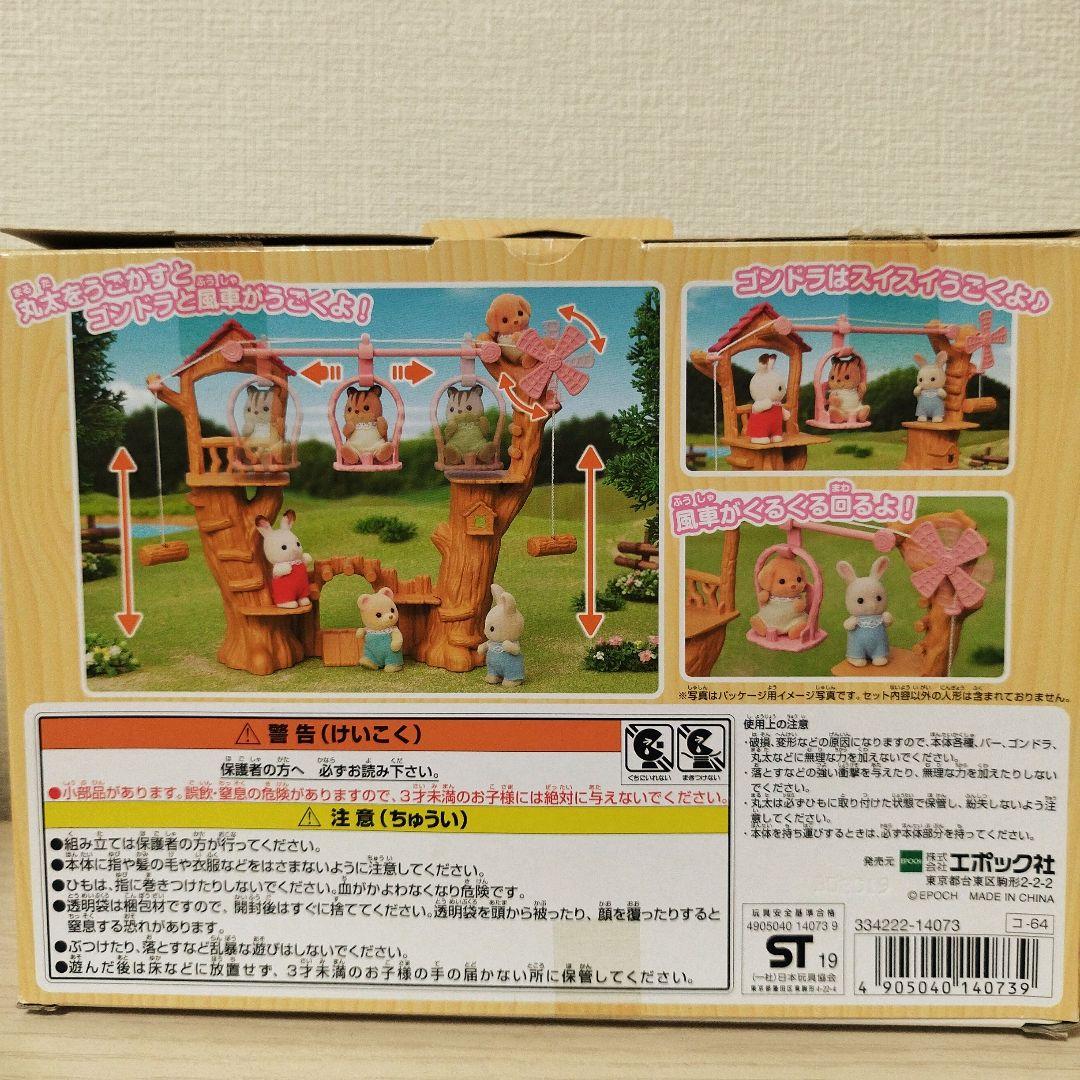 丸太をうごかすと
ゴンドラと風車がうごくよ！
ゴンドラはスイスイうごくよ♪
風車がくるくる回るよ！
※写真はパッケージ用イメージ写真です。セット内容以外の人形は含まれておりません。
⚠ 警告（けいこく）
保護者の方へ 必ずお読み下さい。
●小部品があります。誤飲・窒息の危険がありますので、3才未満のお子様には絶対に与えないでください。
くちにいれない
まきつけない
⚠ 注意（ちゅうい）
●組み立ては保護者の方が行ってください。
●本体に指や髪の毛や衣服などをはさまないように注意してください。
●ひもは、指に巻きつけたりしないでください。血がかよわなくなり危険です。
●透明袋は梱包材ですので、開封後はすぐに捨ててください。透明袋を頭から被ったり、顔を覆ったりすると
窒息する恐れがあります。
●ぶつけたり、落とすなど乱暴な遊びはしないでください。
●遊んだ後は床などに放置せず、3才未満のお子様の手の届かない所に保管してください。
使用上の注意
・破損、変形などの原因になりますので、本体各種、バー、ゴンドラ、
丸太などに無理な力を加えないでください。
・落とすなどの強い衝撃を与えたり、無理な力を加えたりしない
でください。
・丸太は必ずひもに取り付けた状態で保管し、紛失しないよう注
意してください。
・本体を持ち運びするときは、必ず本体部分を持ってください。
発売元 EPOCH 株式会社 エポック社
東京都台東区駒形2-2-2
©EPOCH MADE IN CHINA
玩具安全基準合格
4905040 14073 9
ST 19
(一社)日本玩具協会
東京都墨田区東駒形4-22-4
334222-14073
コ-64
4 905040 140739